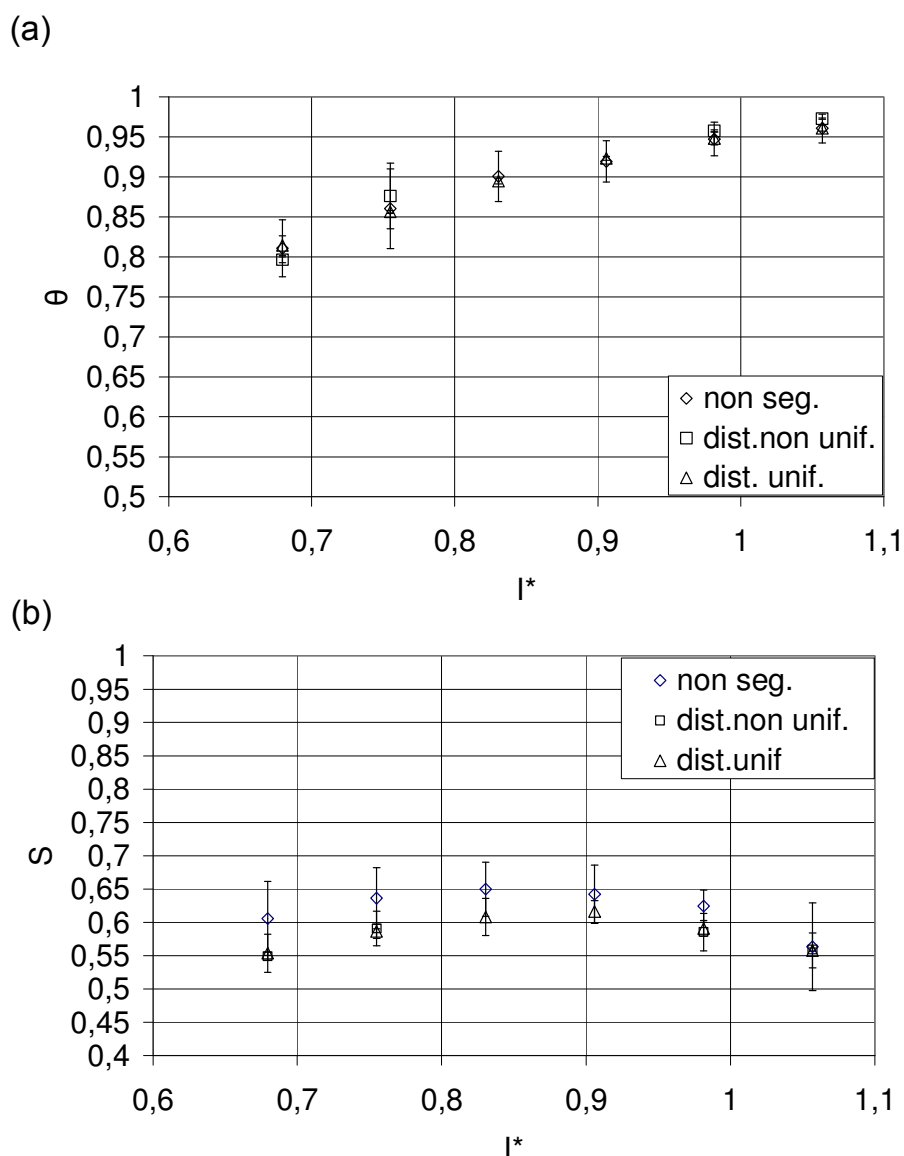 (a)
1
0,95
0,9
0,85
0,8
0,75
0,7
0,65
0,6
0,55
0,5
θ
non seg.
dist.non unif.
dist. unif.
0,6 0,7 0,8 0,9 1 1,1
I*
(b)
1
0,95
0,9
0,85
0,8
0,75
0,7
0,65
0,6
0,55
0,5
0,45
0,4
S
non seg.
dist.non unif.
dist.unif
0,6 0,7 0,8 0,9 1 1,1
I*